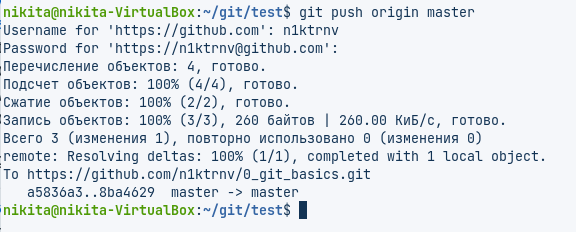 nikita@nikita-VirtualBox:~/git/test$ git push origin master
Username for 'https://github.com': n1ktrnv
Password for 'https://n1ktrnv@github.com':
Перечисление объектов: 4, готово.
Подсчет объектов: 100% (4/4), готово.
Сжатие объектов: 100% (2/2), готово.
Запись объектов: 100% (3/3), 260 байтов | 260.00 КиБ/с, готово.
Всего 3 (изменения 1), повторно использовано 0 (изменения 0)
remote: Resolving deltas: 100% (1/1), completed with 1 local object.
To https://github.com/n1ktrnv/0_git_basics.git
   a5836a3..8ba4629  master -> master
nikita@nikita-VirtualBox:~/git/test$